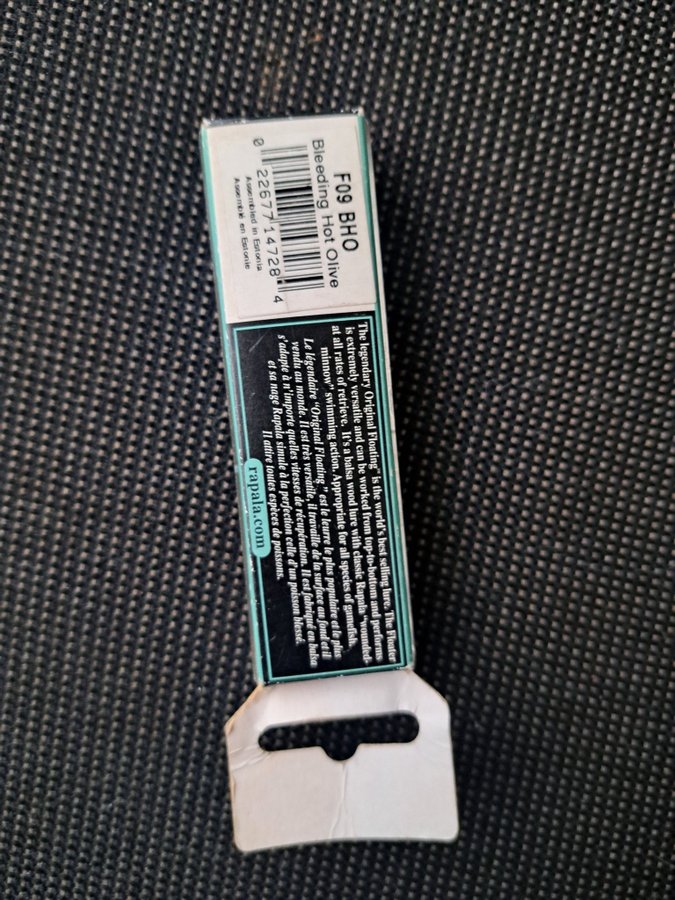 F09 BHO
Bleeding Hot Olive
0 22677 14728 4
Assembled in Estonia
Assemblé en Estonie
The legendary Original Floating™ is the world's best selling lure. The Floater
is extremely versatile and can be worked from top-to-bottom and performs
at all rates of retrieve. It's a balsa wood lure with classic Rapala "wounded-
minnow" swimming action. Appropriate for all species of gamefish.
Le légendaire "Original Floating" est le leurre le plus populaire et le plus
vendu au monde. Il est très versatile, il travaille de la surface au fond et il
s'adapte à n'importe quelles vitesses de récupération. Il est fabriqué en balsa
et sa nage Rapala simule à la perfection celle d'un poisson blessé.
Il attire toutes espèces de poissons.
rapala.com